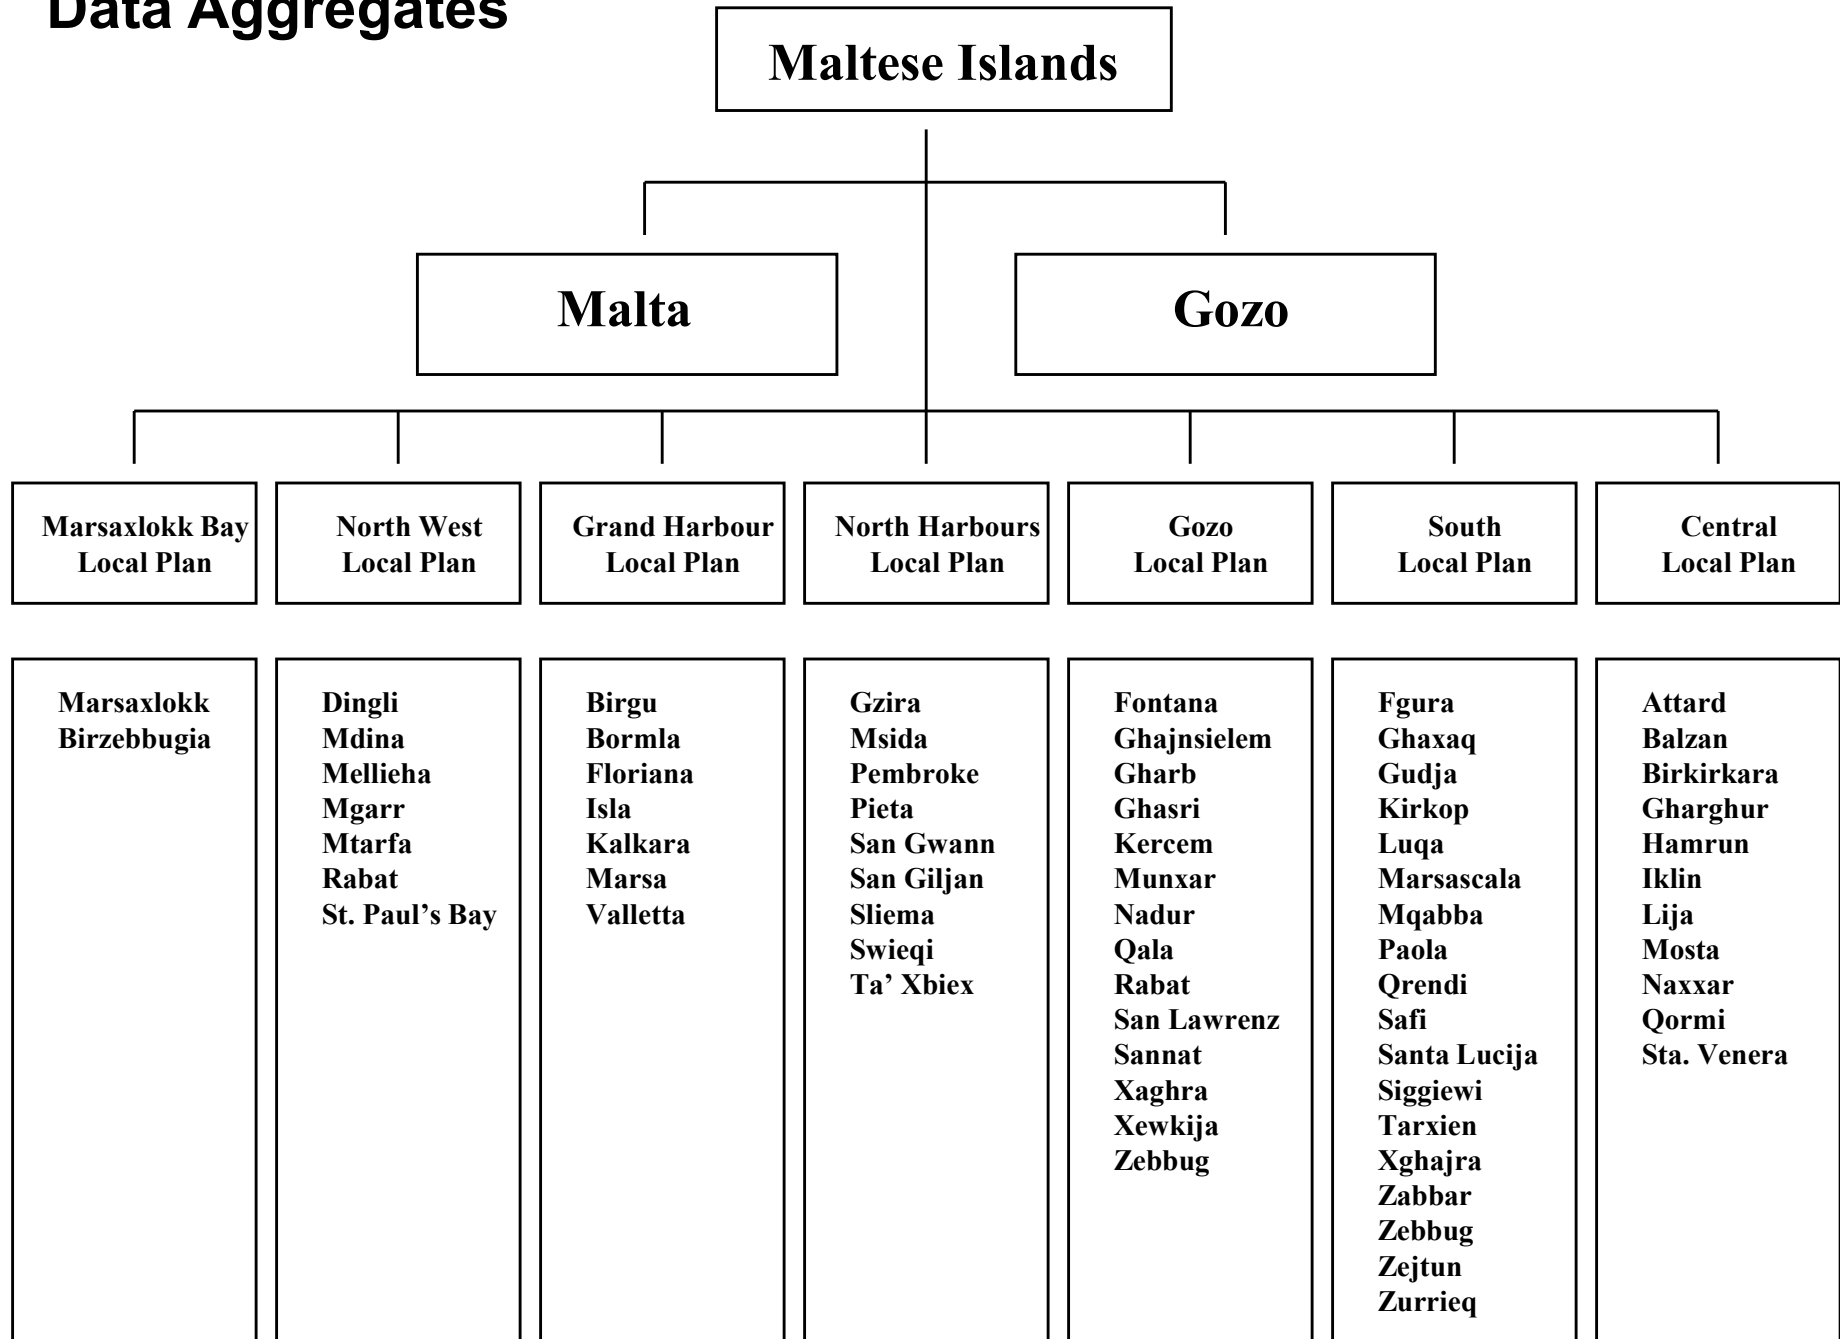 Data Aggregates
Maltese Islands
Malta
Gozo
Marsaxlokk Bay
Local Plan
North West
Local Plan
Grand Harbour
Local Plan
North Harbours
Local Plan
Gozo
Local Plan
South
Local Plan
Central
Local Plan
Marsaxlokk
Birzebbugia
Dingli
Mdina
Mellieha
Mgarr
Mtarfa
Rabat
St. Paul’s Bay
Birgu
Bormla
Floriana
Isla
Kalkara
Marsa
Valletta
Gzira
Msida
Pembroke
Pieta
San Gwann
San Giljan
Sliema
Swieqi
Ta’ Xbiex
Fontana
Ghajnsielem
Gharb
Ghasri
Kercem
Munxar
Nadur
Qala
Rabat
San Lawrenz
Sannat
Xaghra
Xewkija
Zebbug
Fgura
Ghaxaq
Gudja
Kirkop
Luqa
Marsascala
Mqabba
Paola
Qrendi
Safi
Santa Lucija
Siggiewi
Tarxien
Xghajra
Zabbar
Zebbug
Zejtun
Zurrieq
Attard
Balzan
Birkirkara
Gharghur
Hamrun
Iklin
Lija
Mosta
Naxxar
Qormi
Sta. Venera